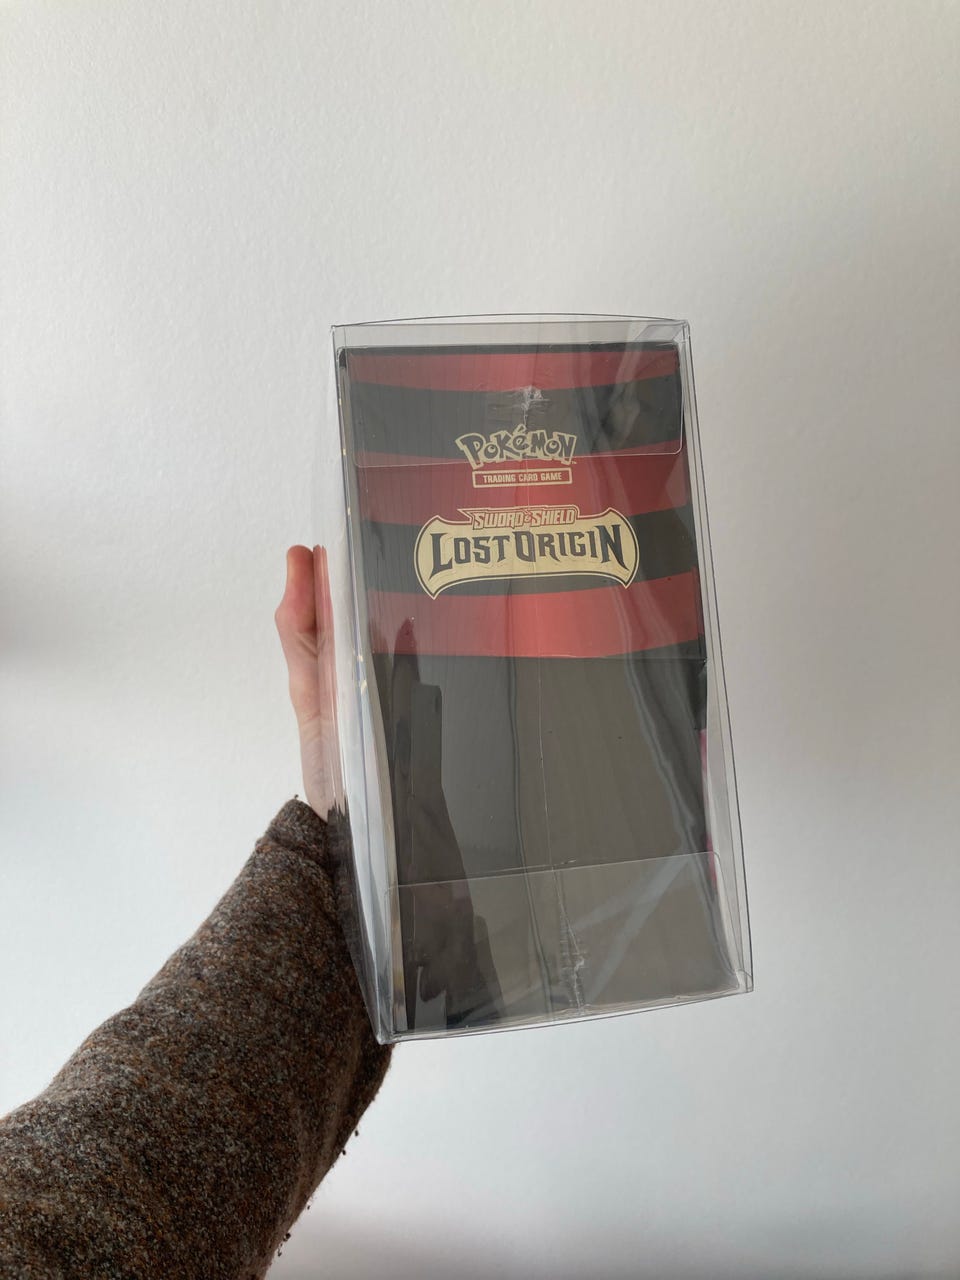 POKéMON
TRADING CARD GAME
SWORD & SHIELD
LOST ORIGIN